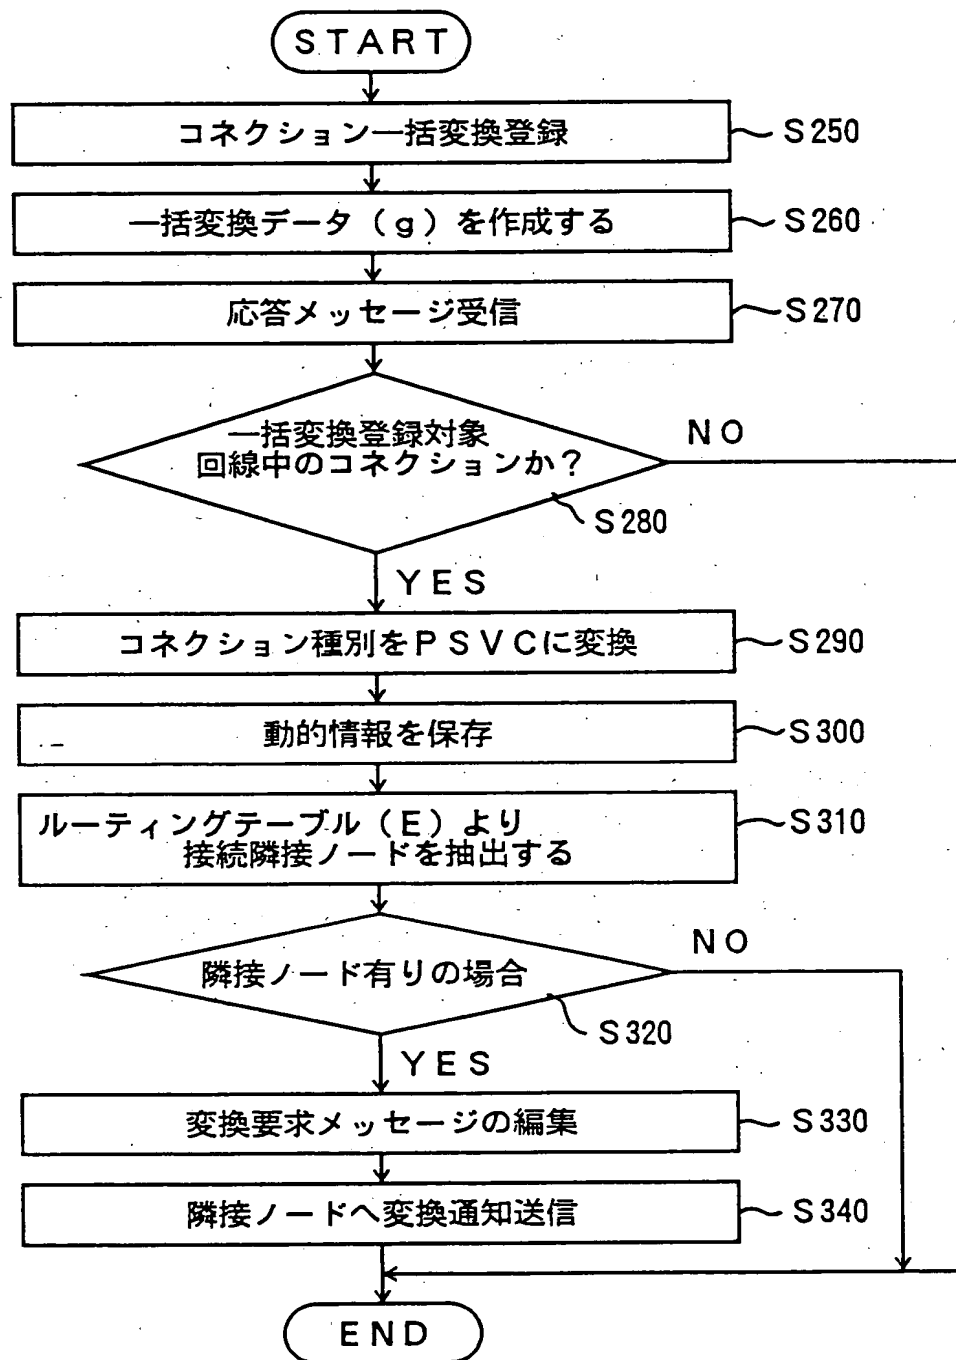 START
コネクション一括変換登録
S250
一括変換データ(g)を作成する
S260
応答メッセージ受信
S270
一括変換登録対象
回線中のコネクションか?
NO
S280
YES
コネクション種別をPSVCに変換
S290
動的情報を保存
S300
ルーティングテーブル(E)より
接続隣接ノードを抽出する
S310
隣接ノード有りの場合
NO
S320
YES
変換要求メッセージの編集
S330
隣接ノードへ変換通知送信
S340
END